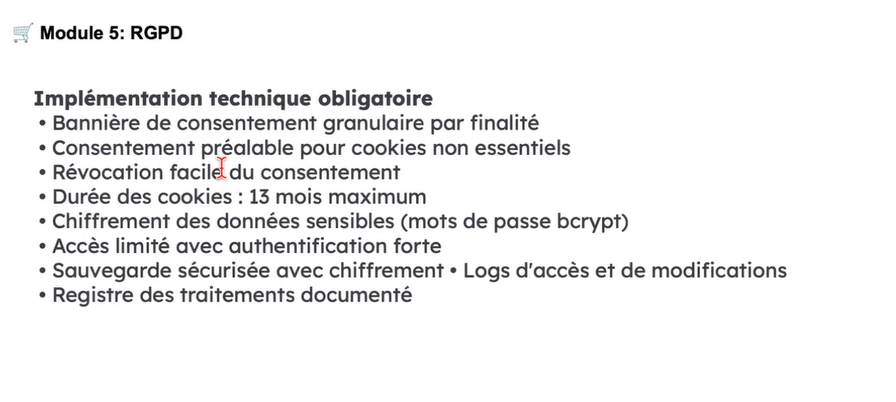 🛒 Module 5: RGPD
Implémentation technique obligatoire
• Bannière de consentement granulaire par finalité
• Consentement préalable pour cookies non essentiels
• Révocation facile du consentement
• Durée des cookies : 13 mois maximum
• Chiffrement des données sensibles (mots de passe bcrypt)
• Accès limité avec authentification forte
• Sauvegarde sécurisée avec chiffrement • Logs d'accès et de modifications
• Registre des traitements documenté